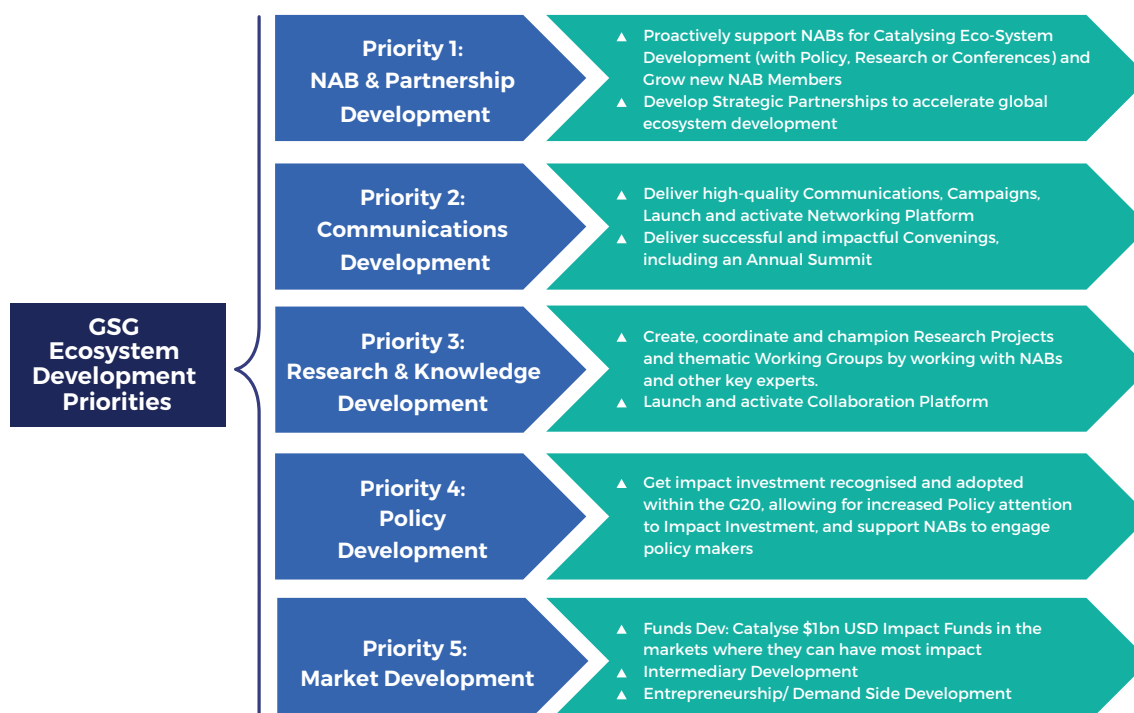 GSG
Ecosystem
Development
Priorities
Priority 1:
NAB & Partnership
Development
▲ Proactively support NABs for Catalysing Eco-System
Development (with Policy, Research or Conferences) and
Grow new NAB Members
▲ Develop Strategic Partnerships to accelerate global
ecosystem development
Priority 2:
Communications
Development
▲ Deliver high-quality Communications, Campaigns,
Launch and activate Networking Platform
▲ Deliver successful and impactful Convenings,
including an Annual Summit
Priority 3:
Research & Knowledge
Development
▲ Create, coordinate and champion Research Projects
and thematic Working Groups by working with NABs
and other key experts.
▲ Launch and activate Collaboration Platform
Priority 4:
Policy
Development
▲ Get impact investment recognised and adopted
within the G20, allowing for increased Policy attention
to Impact Investment, and support NABs to engage
policy makers
Priority 5:
Market Development
▲ Funds Dev: Catalyse $1bn USD Impact Funds in the
markets where they can have most impact
▲ Intermediary Development
▲ Entrepreneurship/ Demand Side Development